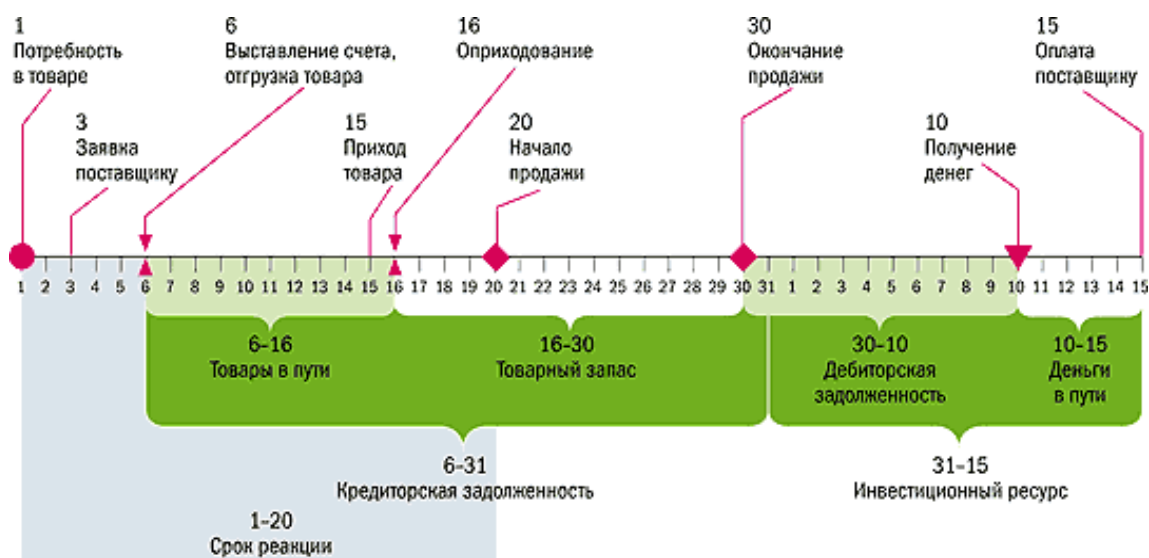 1
Потребность
в товаре
6
Выставление счета,
отгрузка товара
16
Оприходование
30
Окончание
продажи
15
Оплата
поставщику
3
Заявка
поставщику
15
Приход
товара
20
Начало
продажи
10
Получение
денег
1 2 3 4 5 6 7 8 9 10 11 12 13 14 15 16 17 18 19 20 21 22 23 24 25 26 27 28 29 30 31 1 2 3 4 5 6 7 8 9 10 11 12 13 14 15
6–16
Товары в пути
16–30
Товарный запас
30–10
Дебиторская
задолженность
10–15
Деньги
в пути
6–31
Кредиторская задолженность
31–15
Инвестиционный ресурс
1–20
Срок реакции